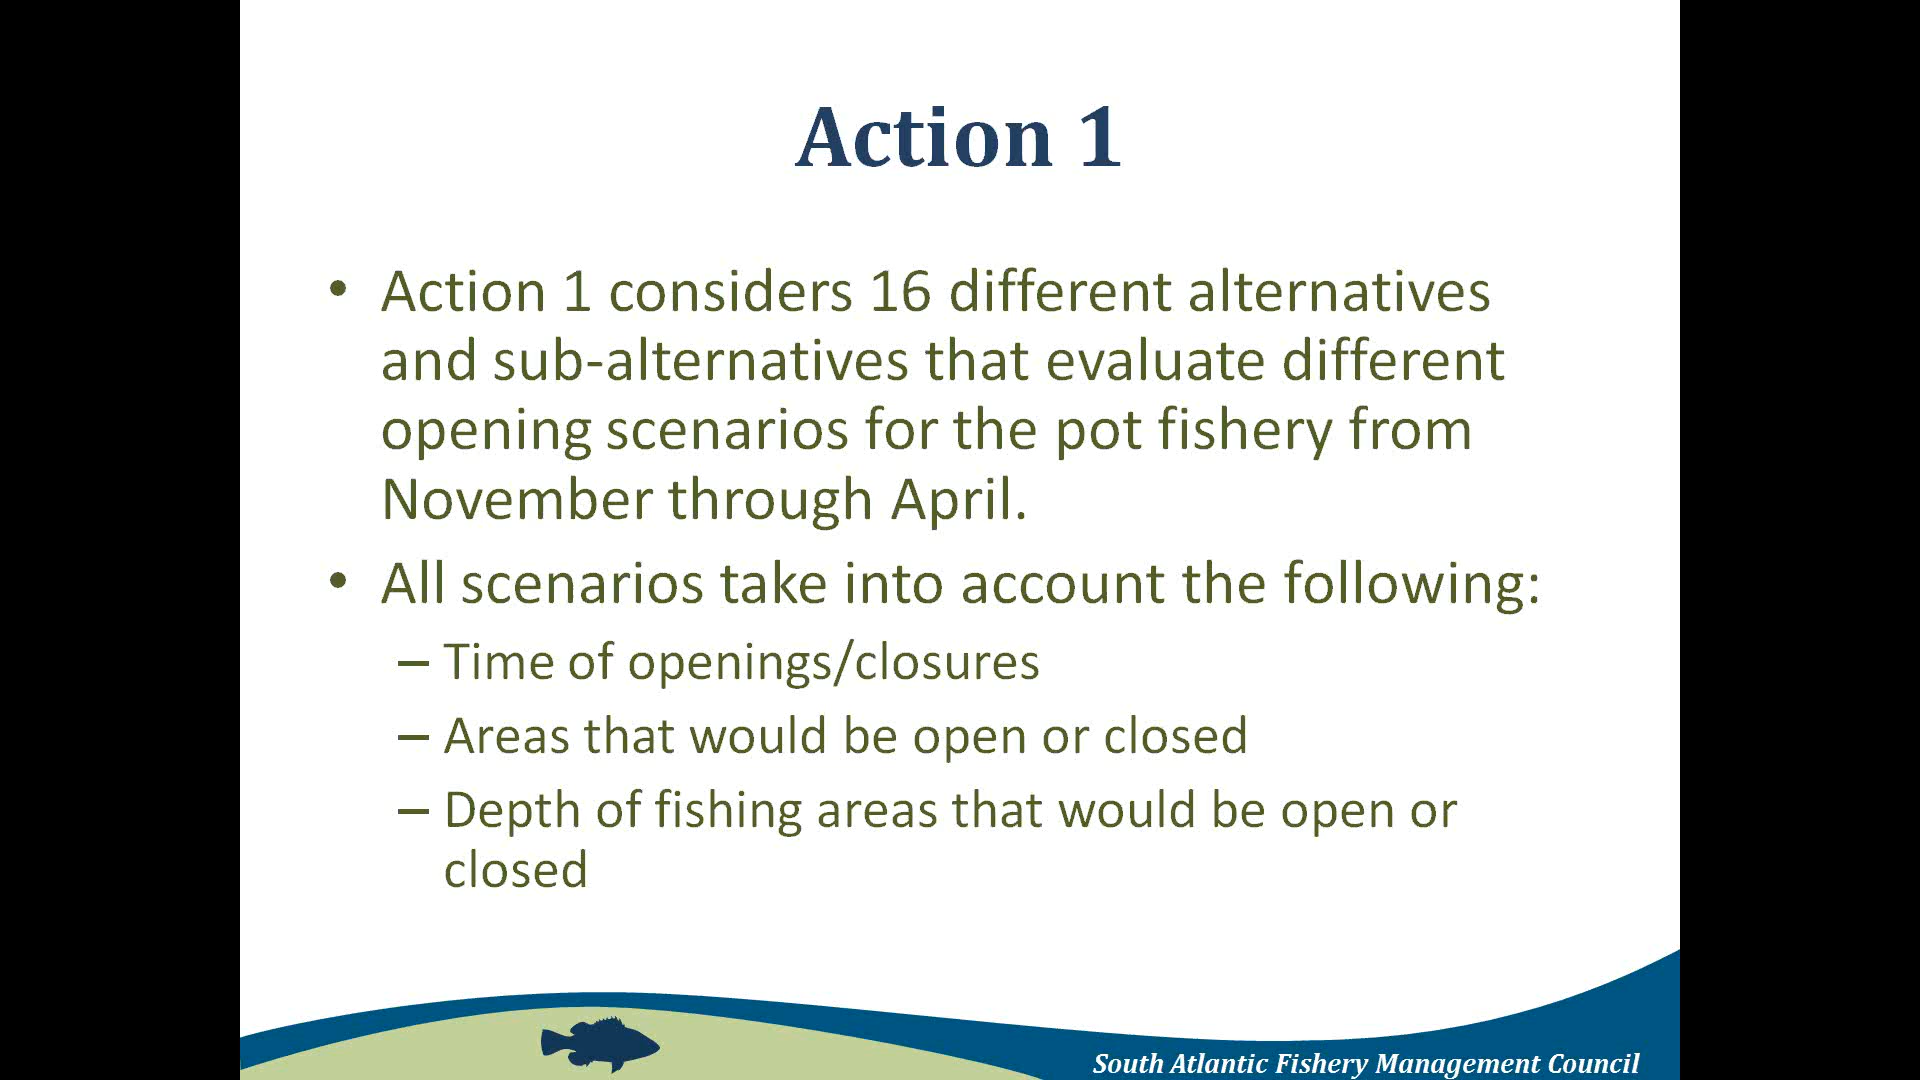 Action 1
• Action 1 considers 16 different alternatives
and sub-alternatives that evaluate different
opening scenarios for the pot fishery from
November through April.
• All scenarios take into account the following:
– Time of openings/closures
– Areas that would be open or closed
– Depth of fishing areas that would be open or
closed
South Atlantic Fishery Management Council